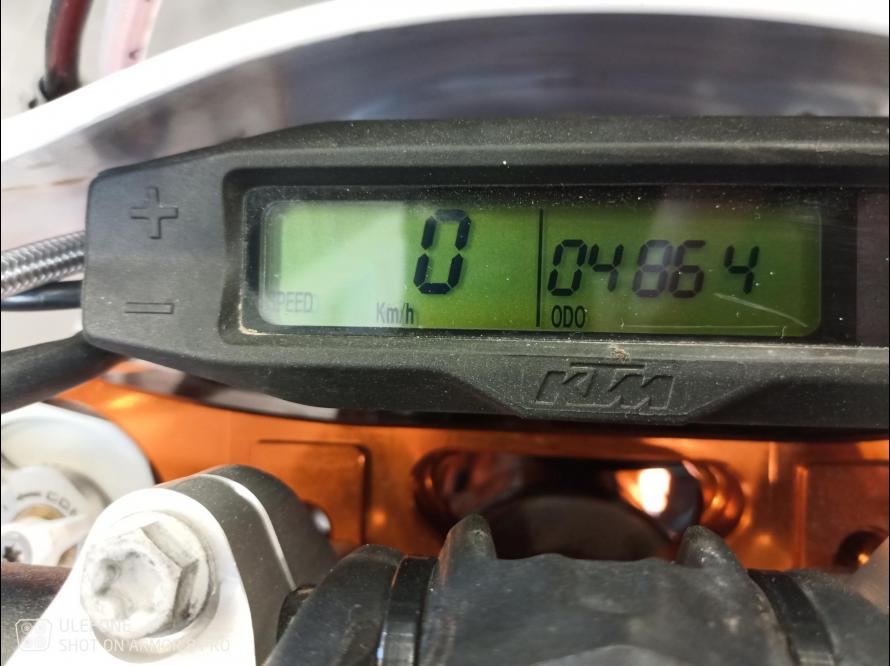 +
0
04864
—
SPEED
Km/h
ODO
KTM
ULEFONE
SHOT ON ARMOR 8 PRO